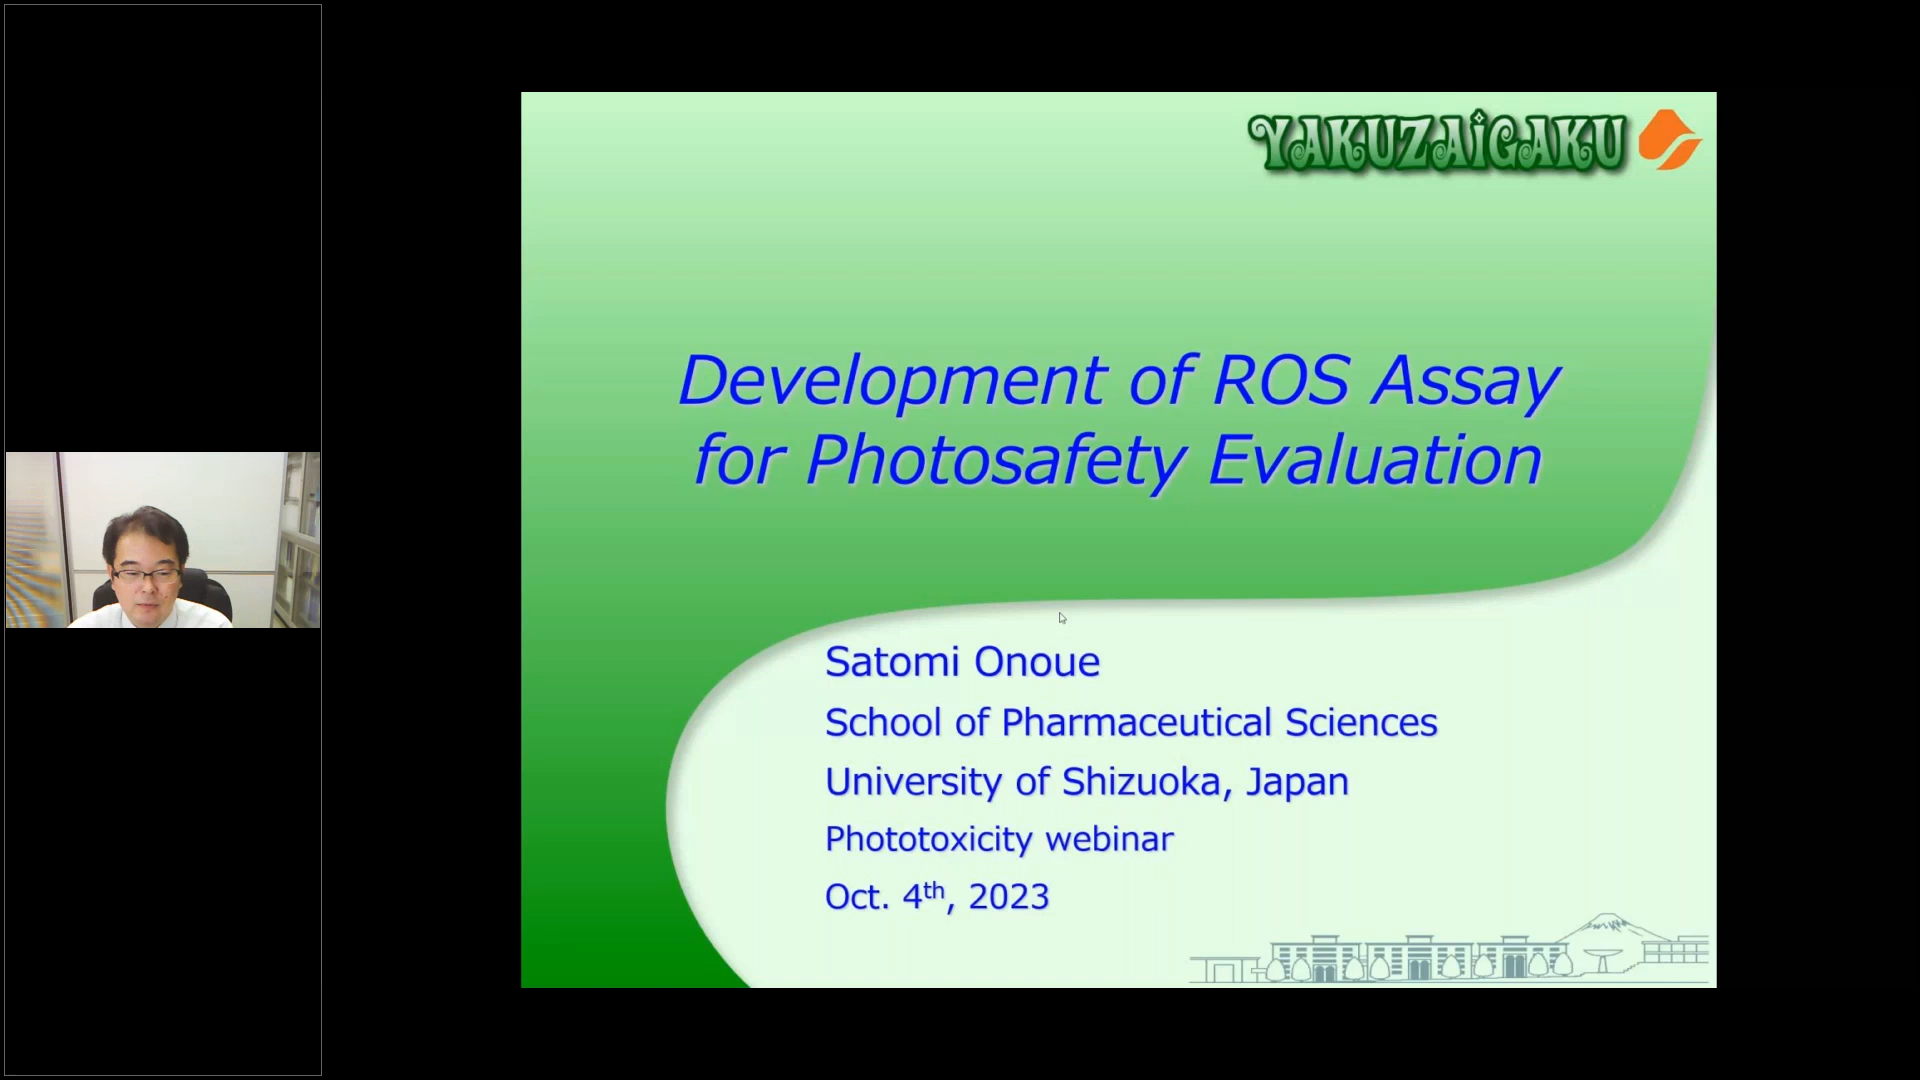 YAKUZAIGAKU
Development of ROS Assay
for Photosafety Evaluation
Satomi Onoue
School of Pharmaceutical Sciences
University of Shizuoka, Japan
Phototoxicity webinar
Oct. 4th, 2023